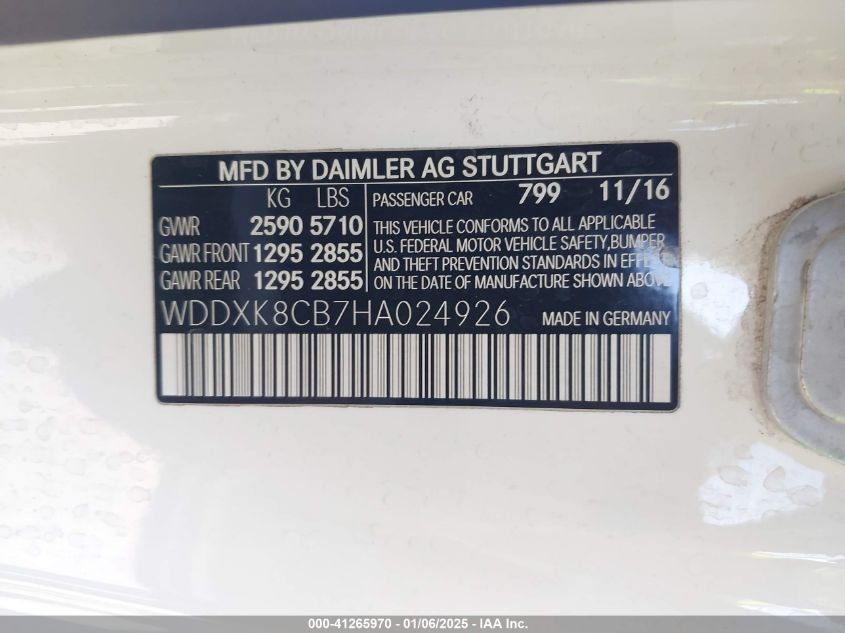 MFD BY DAIMLER AG STUTTGART
KG LBS
GVWR 2590 5710
GAWR FRONT 1295 2855
GAWR REAR 1295 2855
PASSENGER CAR 799 11/16
THIS VEHICLE CONFORMS TO ALL APPLICABLE
U.S. FEDERAL MOTOR VEHICLE SAFETY, BUMPER
AND THEFT PREVENTION STANDARDS IN EFFECT
ON DATE OF MANUFACTURE SHOWN ABOVE
WDDXK8CB7HA024926 MADE IN GERMANY
000-41265970 - 01/06/2025 - IAA Inc.